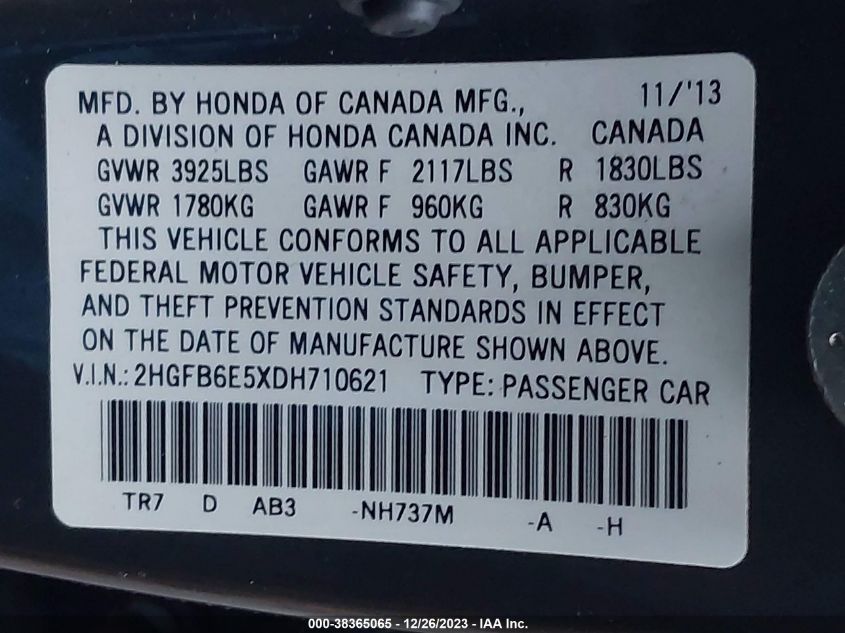 MFD. BY HONDA OF CANADA MFG., 11/'13
A DIVISION OF HONDA CANADA INC. CANADA
GVWR 3925LBS GAWR F 2117LBS R 1830LBS
GVWR 1780KG GAWR F 960KG R 830KG
THIS VEHICLE CONFORMS TO ALL APPLICABLE
FEDERAL MOTOR VEHICLE SAFETY, BUMPER,
AND THEFT PREVENTION STANDARDS IN EFFECT
ON THE DATE OF MANUFACTURE SHOWN ABOVE.
V.I.N.: 2HGFB6E5XDH710621 TYPE: PASSENGER CAR
TR7 D AB3 -NH737M -A -H
000-38365065 - 12/26/2023 - IAA Inc.